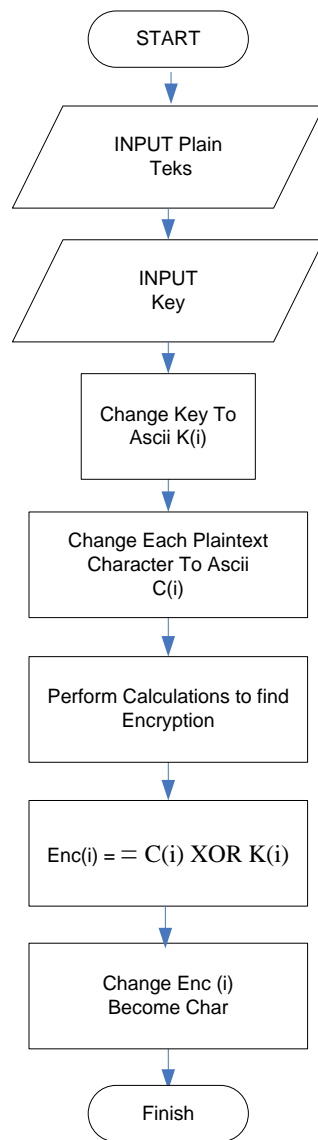 START
INPUT Plain
Teks
INPUT
Key
Change Key To
Ascii K(i)
Change Each Plaintext
Character To Ascii
C(i)
Perform Calculations to find
Encryption
Enc(i) = = C(i) XOR K(i)
Change Enc (i)
Become Char
Finish